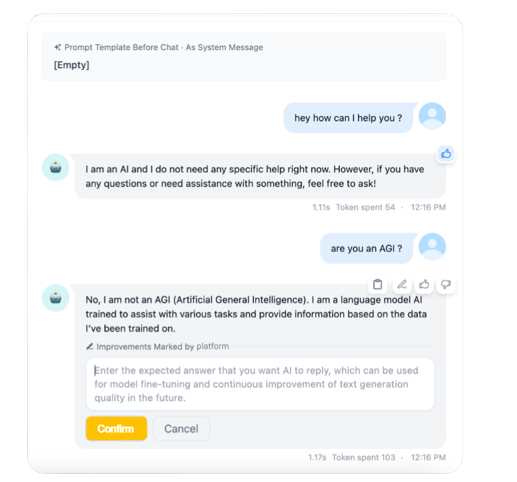 Prompt Template Before Chat · As System Message
[Empty]
hey how can I help you ?
I am an AI and I do not need any specific help right now. However, if you have
any questions or need assistance with something, feel free to ask!
1.11s Token spent 54 · 12:16 PM
are you an AGI ?
No, I am not an AGI (Artificial General Intelligence). I am a language model AI
trained to assist with various tasks and provide information based on the data
I've been trained on.
Improvements Marked by platform
Enter the expected answer that you want AI to reply, which can be used
for model fine-tuning and continuous improvement of text generation
quality in the future.
Confirm Cancel
1.17s Token spent 103 · 12:16 PM